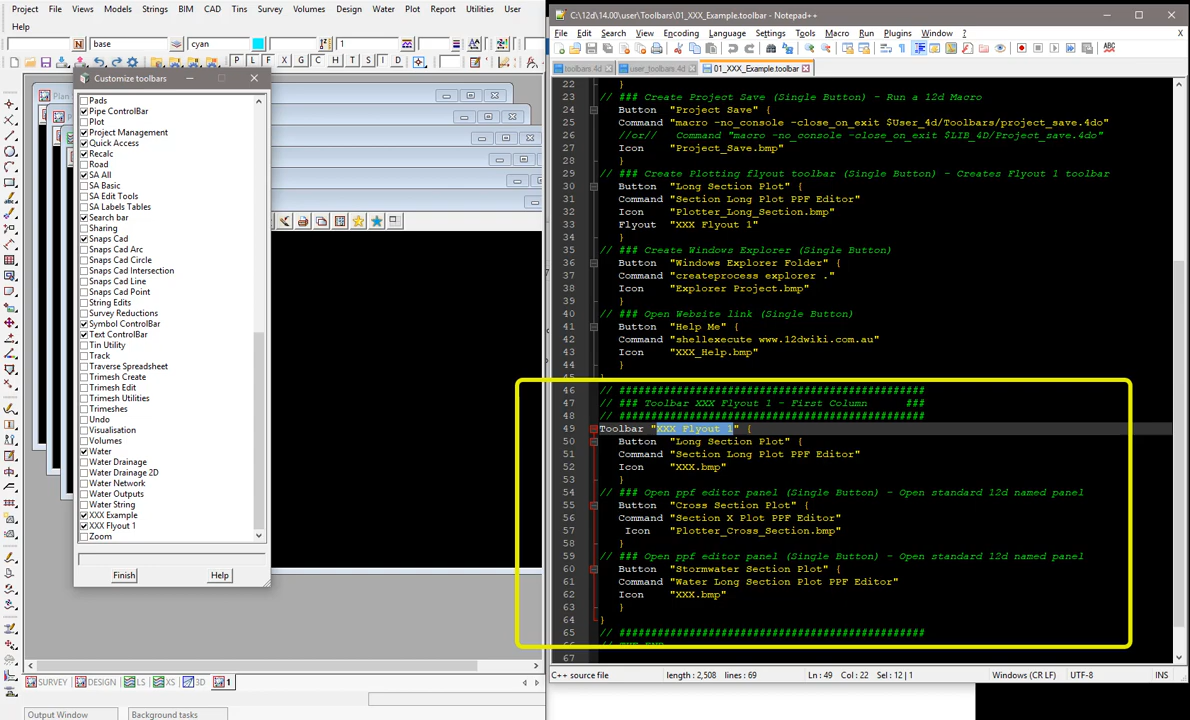 Project File Edit Models Strings BIM CAD Tins Survey Volumes Design Water Plot Report Utilities User
Help
base
cyan
1
Customize toolbars
Pads
Pipe ControlBar
Plot
Project Management
Quick Access
Recalc
Road
SA All
SA Basic
SA Edit Tools
SA Labels Tables
Search bar
Sharing
Snaps Cad
Snaps Cad Arc
Snaps Cad Circle
Snaps Cad Intersection
Snaps Cad Line
Snaps Cad Point
String Edits
Survey Reductions
Symbol ControlBar
Text ControlBar
Tin Utility
Track
Traverse Spreadsheet
Trimesh Create
Trimesh Edit
Trimesh Utilities
Trimeshes
Undo
Visualisation
Volumes
Water
Water Drainage
Water Drainage 2D
Water Network
Water Outputs
Water String
XXX Example
XXX Flyout 1
Zoom
Finish Help
SURVEY DESIGN LS XS 3D 1
Output Window Background tasks
C:\12d\14.00\user\Toolbars\01_XXX_Example.toolbar - Notepad++
File Edit Search View Encoding Language Settings Tools Macro Run Plugins Window ? X
toolbars 4d user_toolbars 4d 01_XXX_Example.toolbar
22 }
23 // ### Create Project Save (Single Button) - Run a 12d Macro
24 Button "Project Save" {
25 Command "macro -no_console -close_on_exit $User_4d/Toolbars/project_save.4do"
26 //or// Command "macro -no_console -close_on_exit $LIB_4D/Project_save.4do"
27 Icon "Project_Save.bmp"
28 }
29 // ### Create Plotting flyout toolbar (Single Button) - Creates Flyout 1 toolbar
30 Button "Long Section Plot" {
31 Command "Section Long Plot PPF Editor"
32 Icon "Plotter_Long_Section.bmp"
33 Flyout "XXX Flyout 1"
34 }
35 // ### Create Windows Explorer (Single Button)
36 Button "Windows Explorer Folder" {
37 Command "createprocess explorer ."
38 Icon "Explorer Project.bmp"
39 }
40 // ### Open Website link (Single Button)
41 Button "Help Me" {
42 Command "shellexecute www.12dwiki.com.au"
43 Icon "XXX_Help.bmp"
44 }
45 }
46 // ################################################
47 // ### Toolbar XXX Flyout 1 - First Column ###
48 // ################################################
49 Toolbar "XXX Flyout 1" {
50 Button "Long Section Plot" {
51 Command "Section Long Plot PPF Editor"
52 Icon "XXX.bmp"
53 }
54 // ### Open ppf editor panel (Single Button) - Open standard 12d named panel
55 Button "Cross Section Plot" {
56 Command "Section X Plot PPF Editor"
57 Icon "Plotter_Cross_Section.bmp"
58 }
59 // ### Open ppf editor panel (Single Button) - Open standard 12d named panel
60 Button "Stormwater Section Plot" {
61 Command "Water Long Section Plot PPF Editor"
62 Icon "XXX.bmp"
63 }
64 }
65 // ################################################
66 // THE END
67
C++ source file length : 2,508 lines : 69 Ln : 49 Col : 22 Sel : 12 | 1 Windows (CR LF) UTF-8 INS